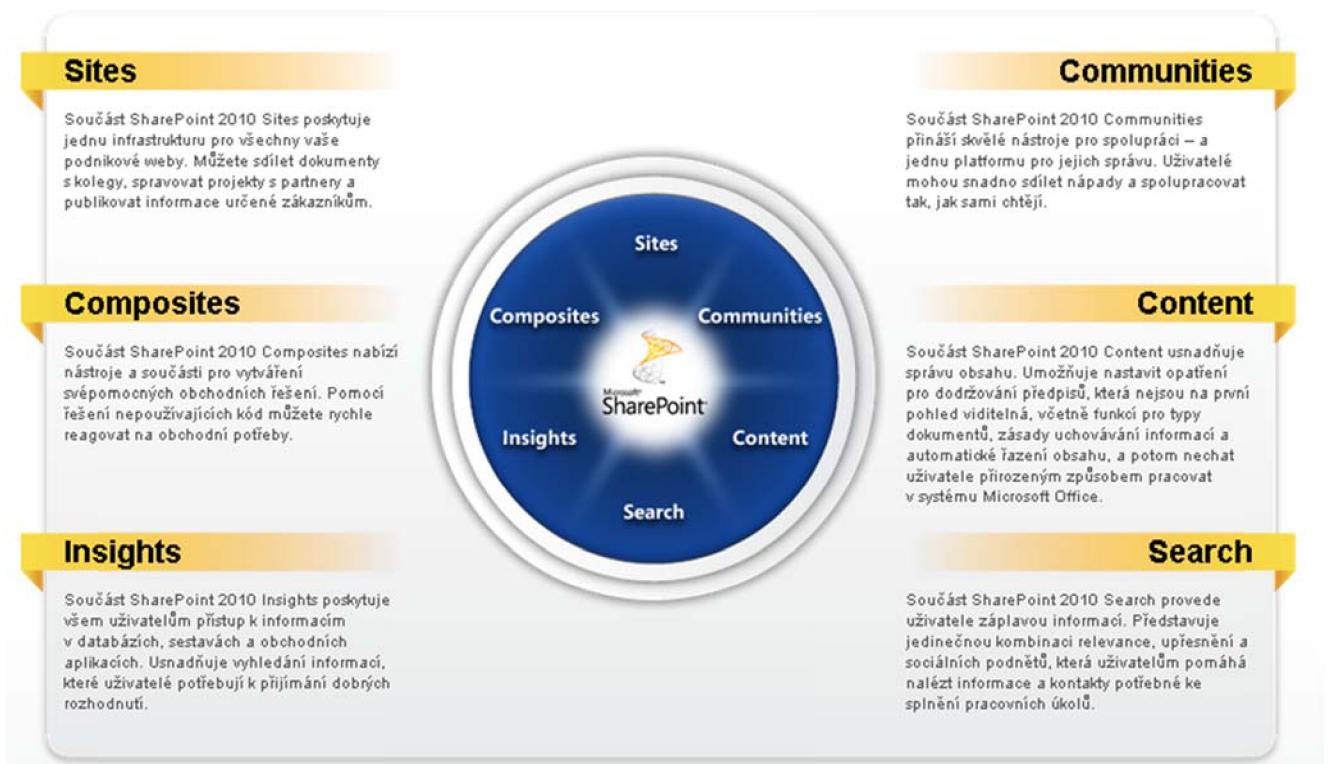 Sites
Součást SharePoint 2010 Sites poskytuje
jednu infrastrukturu pro všechny vaše
podnikové weby. Můžete sdílet dokumenty
s kolegy, spravovat projekty s partnery a
publikovat informace určené zákazníkům.
Composites
Součást SharePoint 2010 Composites nabízí
nástroje a součásti pro vytváření
svépomocných obchodních řešení. Pomocí
řešení nepoužívajících kód můžete rychle
reagovat na obchodní potřeby.
Insights
Součást SharePoint 2010 Insights poskytuje
všem uživatelům přístup k informacím
v databázích, sestavách a obchodních
aplikacích. Usnadňuje vyhledání informací,
které uživatelé potřebují k přijímání dobrých
rozhodnutí.
Sites
Composites
Communities
Microsoft
SharePoint
Insights
Content
Search
Communities
Součást SharePoint 2010 Communities
přináší skvělé nástroje pro spolupráci – a
jednu platformu pro jejich správu. Uživatelé
mohou snadno sdílet nápady a spolupracovat
tak, jak sami chtějí.
Content
Součást SharePoint 2010 Content usnadňuje
správu obsahu. Umožňuje nastavit opatření
pro dodržování předpisů, která nejsou na první
pohled viditelná, včetně funkcí pro typy
dokumentů, zásady uchovávání informací a
automatické řazení obsahu, a potom nechat
uživatele přirozeným způsobem pracovat
v systému Microsoft Office.
Search
Součást SharePoint 2010 Search provede
uživatele záplavou informací. Představuje
jedinečnou kombinaci relevance, upřesnění a
sociálních podnětů, která uživatelům pomáhá
nalézt informace a kontakty potřebné ke
splnění pracovních úkolů.